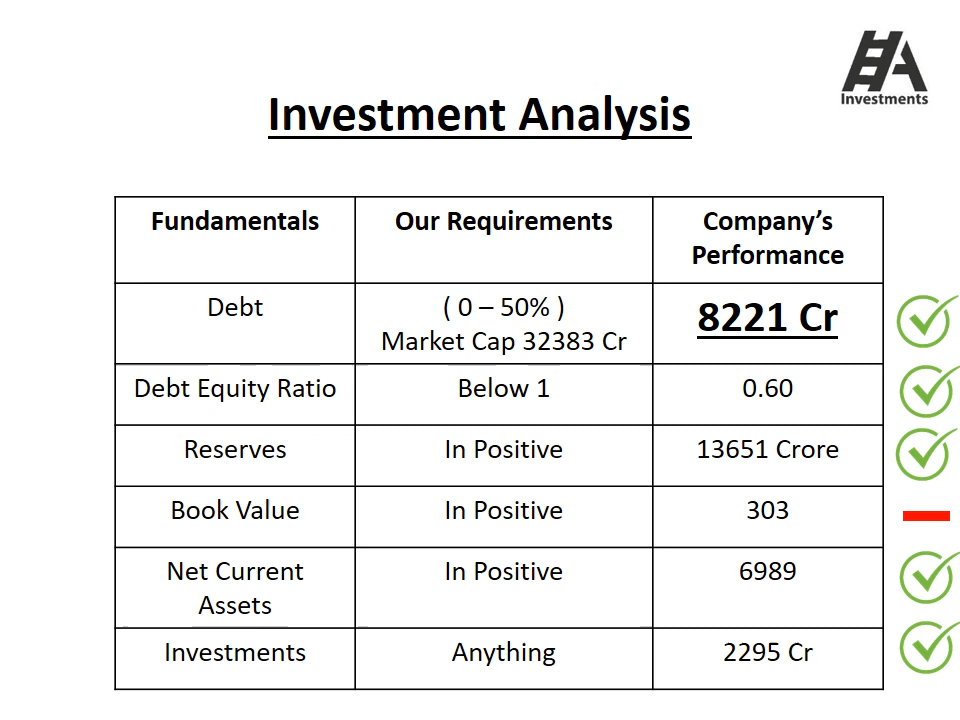 HA
Investments
Investment Analysis
Fundamentals
Our Requirements
Company’s
Performance
Debt
( 0 – 50% )
Market Cap 32383 Cr
8221 Cr
Debt Equity Ratio
Below 1
0.60
Reserves
In Positive
13651 Crore
Book Value
In Positive
303
Net Current
Assets
In Positive
6989
Investments
Anything
2295 Cr